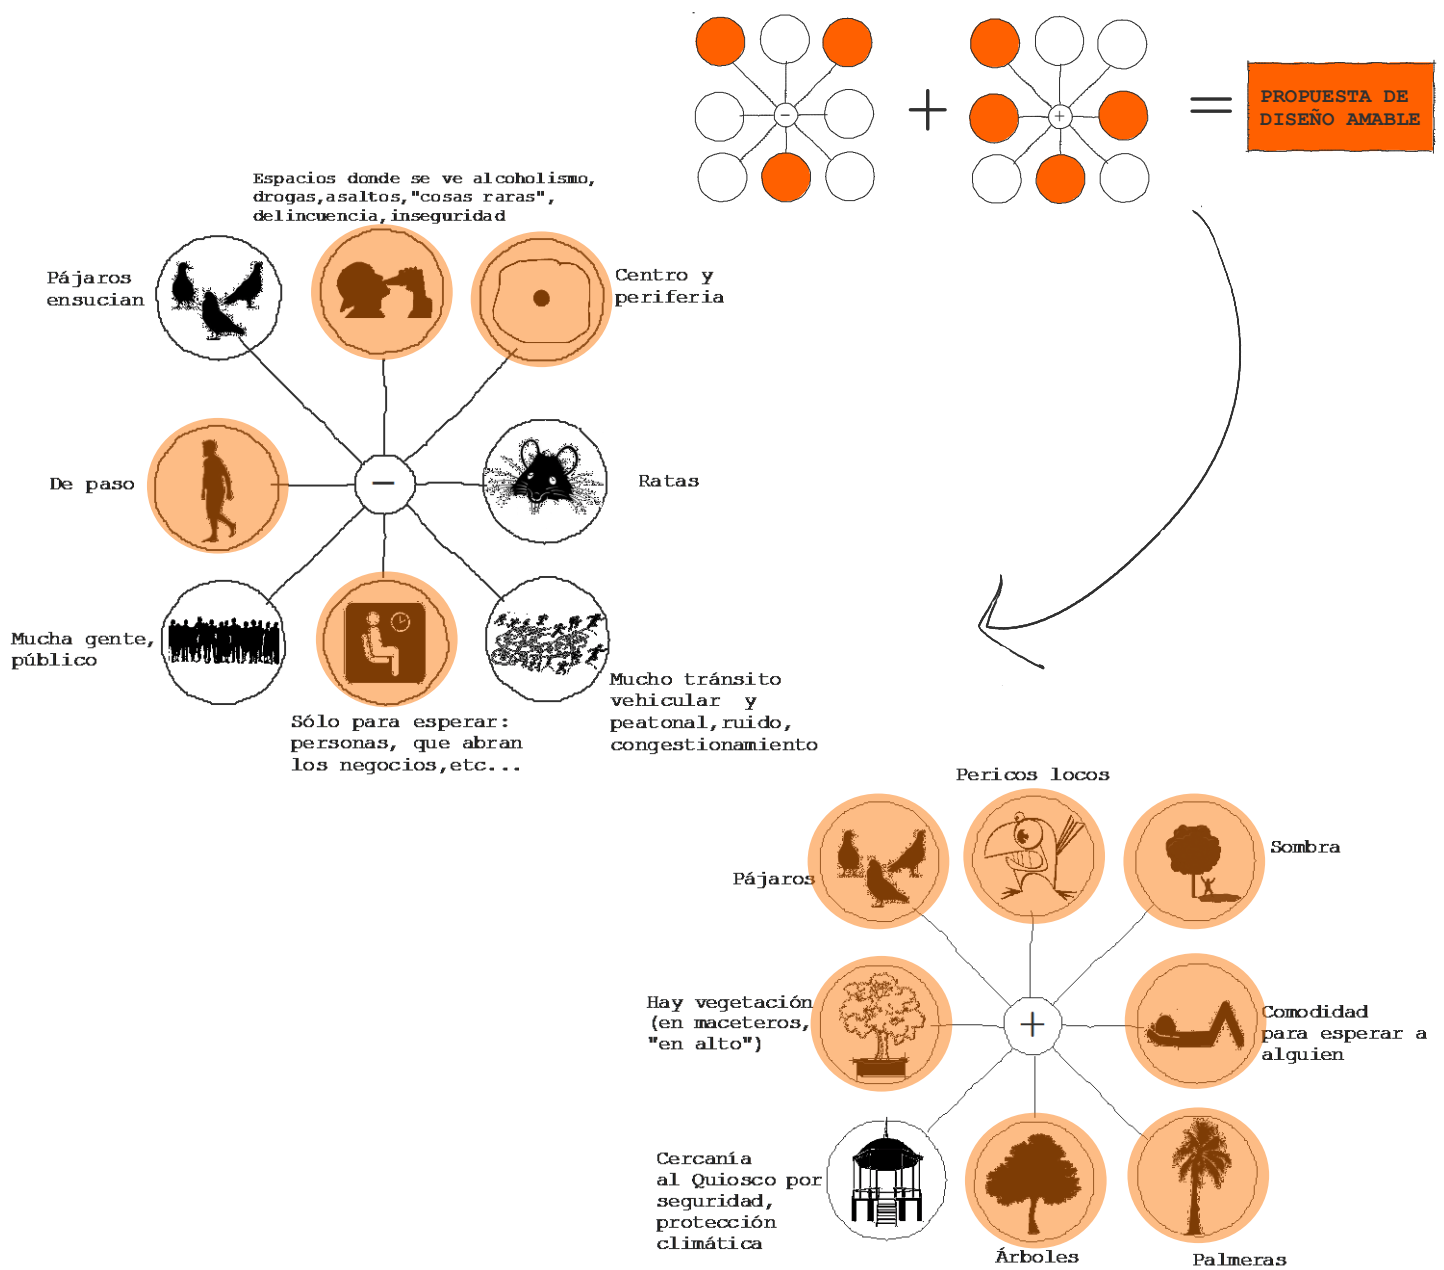 PROPUESTA DE
DISEÑO AMABLE
-
+
+
=
Espacios donde se ve alcoholismo,
drogas,asaltos,"cosas raras",
delincuencia,inseguridad
Pájaros
ensucian
Centro y
periferia
De paso
-
Ratas
Mucha gente,
público
Sólo para esperar:
personas, que abran
los negocios,etc...
Mucho tránsito
vehicular y
peatonal,ruido,
congestionamiento
Pericos locos
Pájaros
Sombra
Hay vegetación
(en maceteros,
"en alto")
+
Comodidad
para esperar a
alguien
Cercanía
al Quiosco por
seguridad,
protección
climática
Árboles
Palmeras